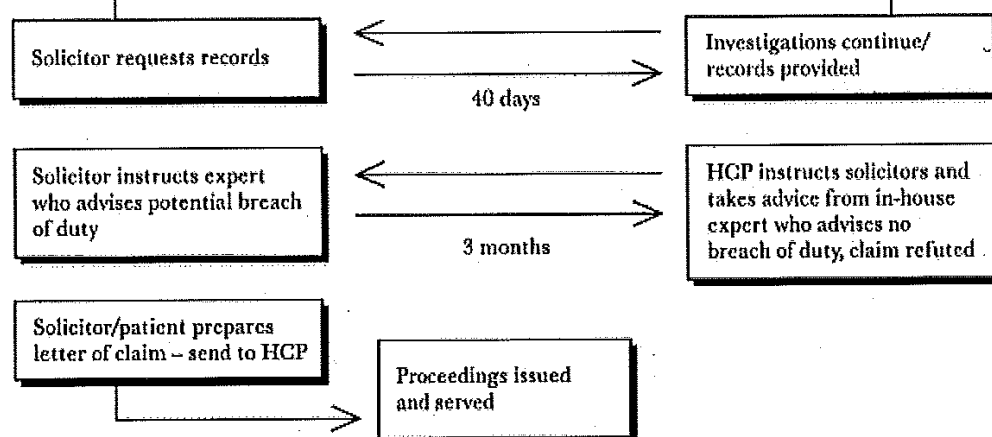 Solicitor requests records
40 days
Investigations continue/
records provided
Solicitor instructs expert
who advises potential breach
of duty
3 months
HCP instructs solicitors and
takes advice from in-house
expert who advises no
breach of duty, claim refuted
Solicitor/patient prepares
letter of claim – send to HCP
Proceedings issued
and served